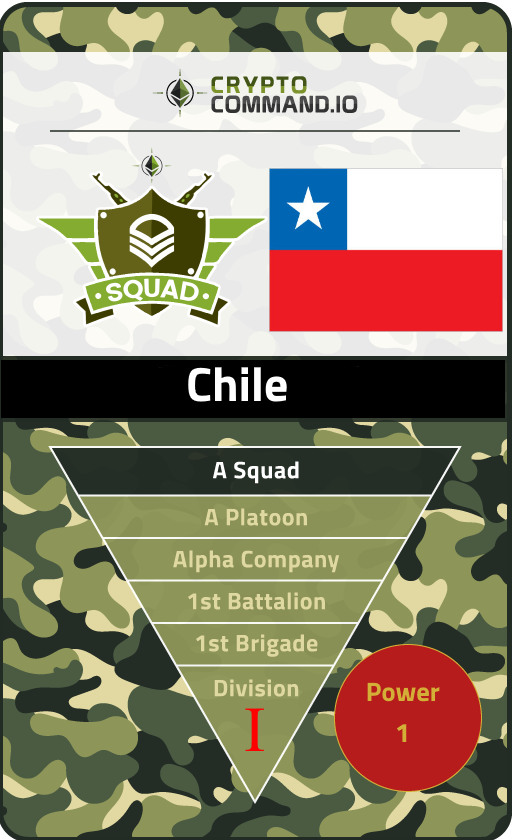 CRYPTO
COMMAND.IO
SQUAD
Chile
A Squad
A Platoon
Alpha Company
1st Battalion
1st Brigade
Division
I
Power
1